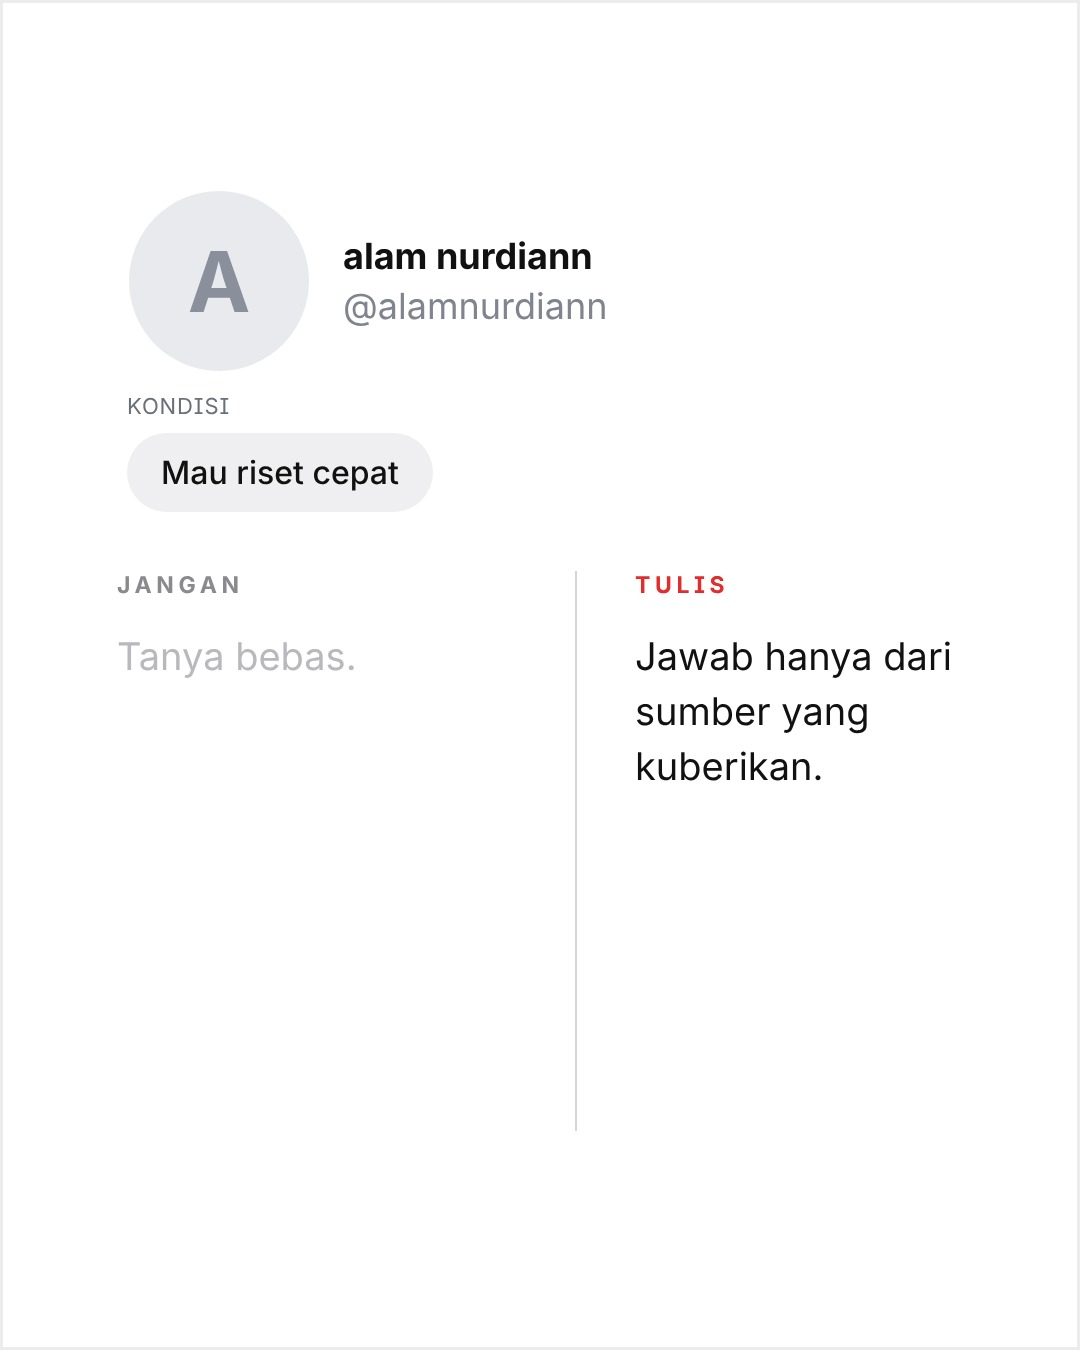 A
alam nurdiann
@alamnurdiann
KONDISI
Mau riset cepat
JANGAN
Tanya bebas.
TULIS
Jawab hanya dari
sumber yang
kuberikan.